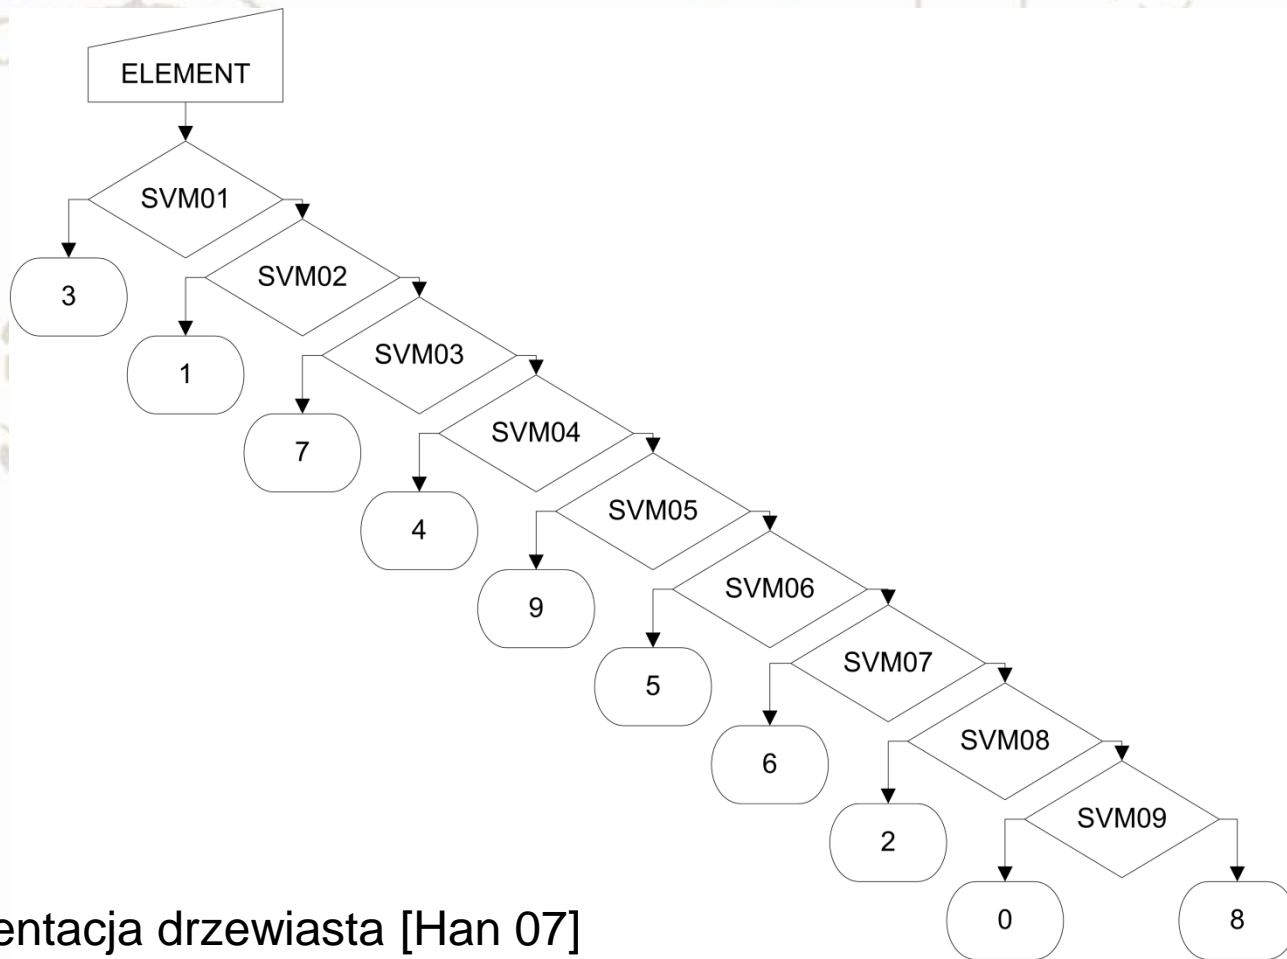 ELEMENT
SVM01
3
SVM02
1
SVM03
7
SVM04
4
SVM05
9
SVM06
5
SVM07
6
SVM08
2
SVM09
0
8
entacja drzewiasta [Han 07]